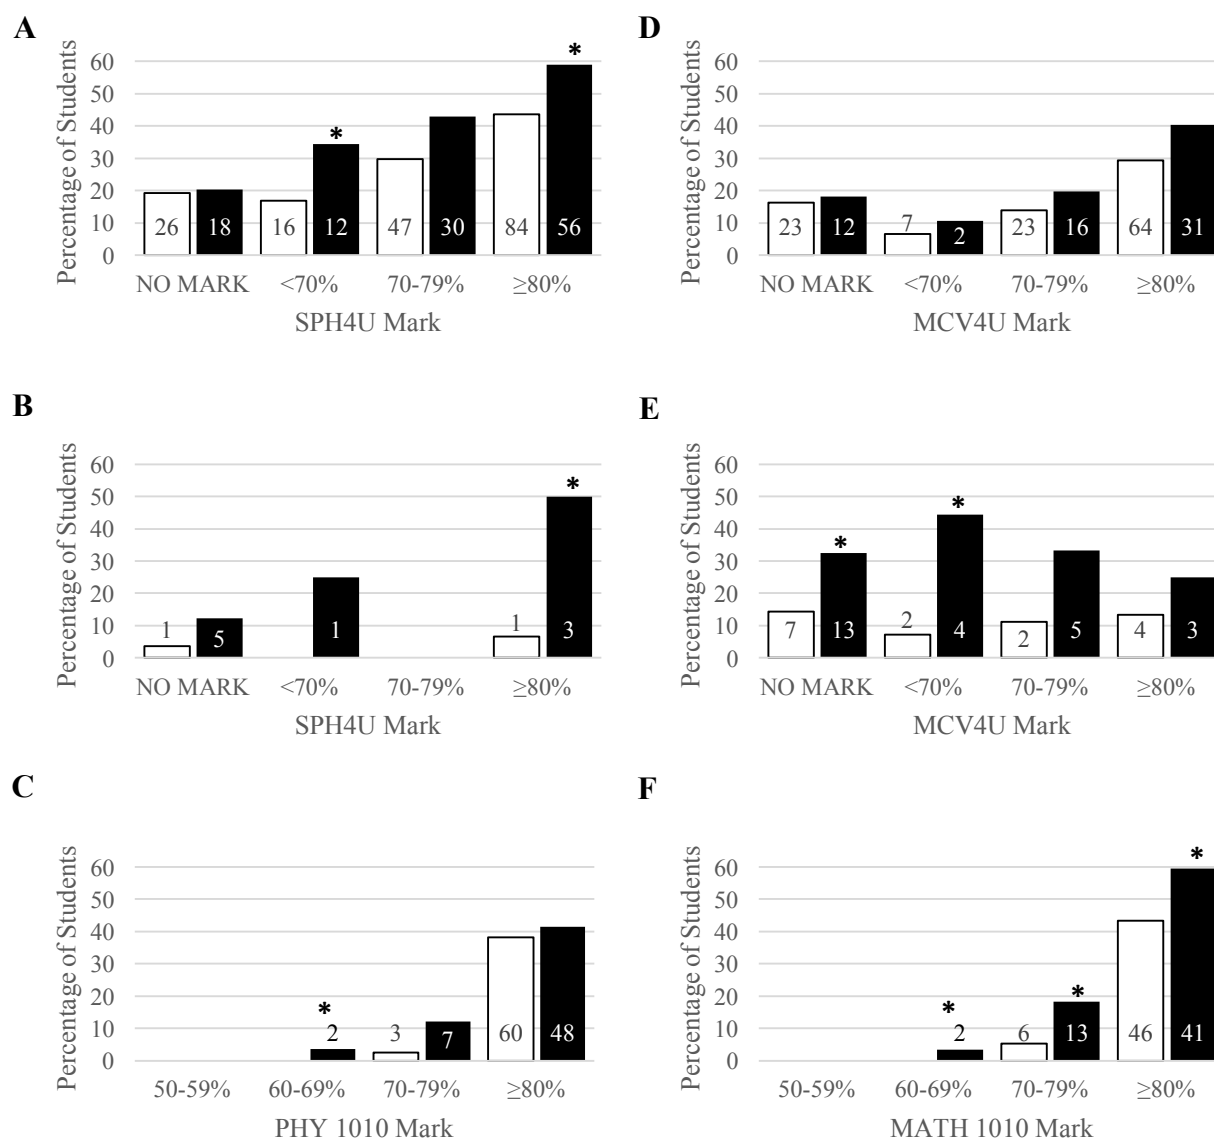 A
Percentage of Students
60
50
40
30
20
10
0
*
*
26 18 16 12 47 30 84 56
NO MARK <70% 70-79% ≥80%
SPH4U Mark
D
Percentage of Students
60
50
40
30
20
10
0
23 12 7 2 23 16 64 31
NO MARK <70% 70-79% ≥80%
MCV4U Mark
B
Percentage of Students
60
50
40
30
20
10
0
*
1 5 1 1 3
NO MARK <70% 70-79% ≥80%
SPH4U Mark
E
Percentage of Students
60
50
40
30
20
10
0
* *
7 13 2 4 2 5 4 3
NO MARK <70% 70-79% ≥80%
MCV4U Mark
C
Percentage of Students
60
50
40
30
20
10
0
*
2 3 7 60 48
50-59% 60-69% 70-79% ≥80%
PHY 1010 Mark
F
Percentage of Students
60
50
40
30
20
10
0
* * *
2 6 13 46 41
50-59% 60-69% 70-79% ≥80%
MATH 1010 Mark